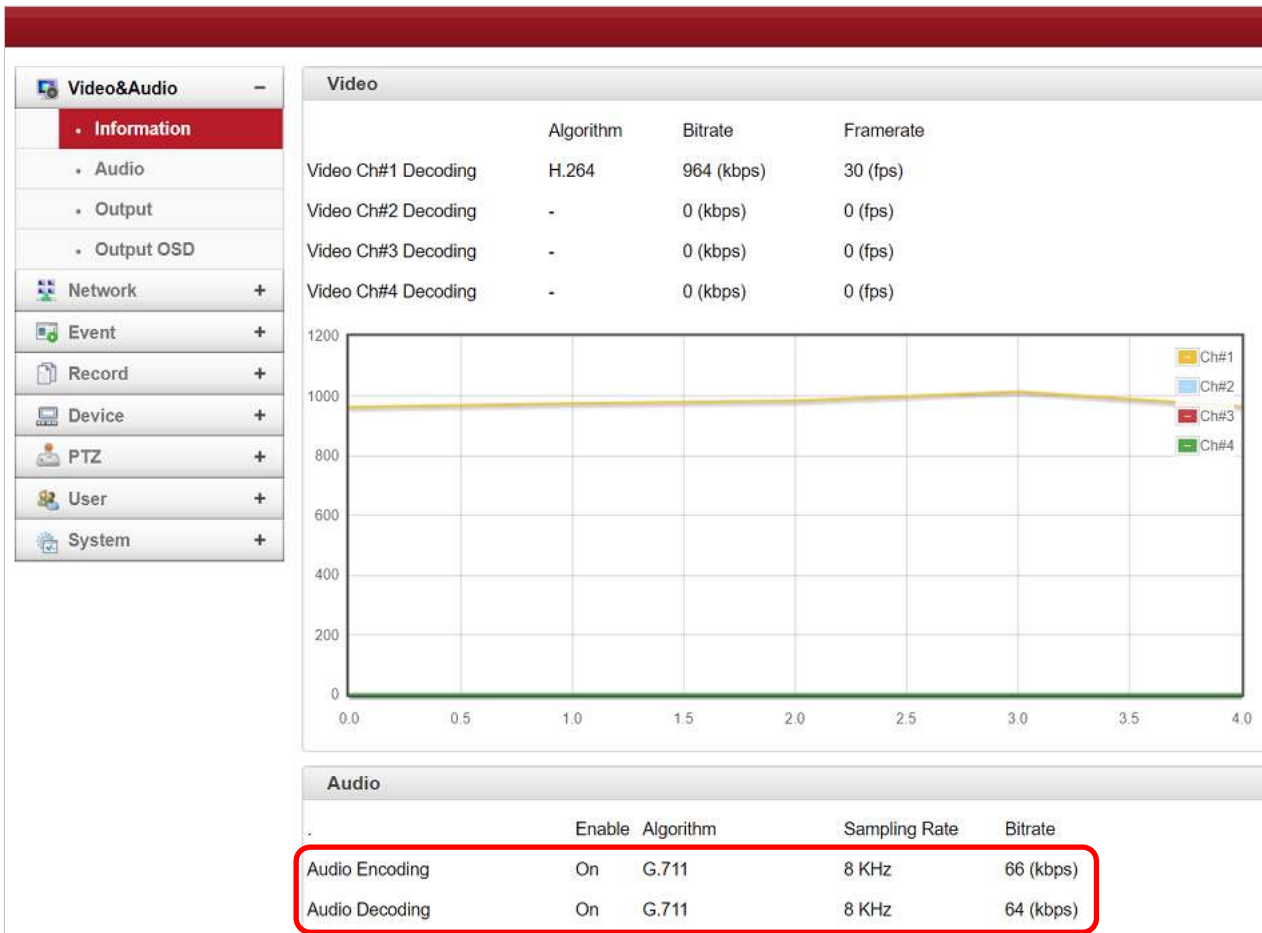 Video&Audio −
• Information
• Audio
• Output
• Output OSD
Network +
Event +
Record +
Device +
PTZ +
User +
System +
Video
Algorithm Bitrate Framerate
Video Ch#1 Decoding H.264 964 (kbps) 30 (fps)
Video Ch#2 Decoding - 0 (kbps) 0 (fps)
Video Ch#3 Decoding - 0 (kbps) 0 (fps)
Video Ch#4 Decoding - 0 (kbps) 0 (fps)
1200
1000
800
600
400
200
0
0.0 0.5 1.0 1.5 2.0 2.5 3.0 3.5 4.0
Ch#1
Ch#2
Ch#3
Ch#4
Audio
. Enable Algorithm Sampling Rate Bitrate
Audio Encoding On G.711 8 KHz 66 (kbps)
Audio Decoding On G.711 8 KHz 64 (kbps)